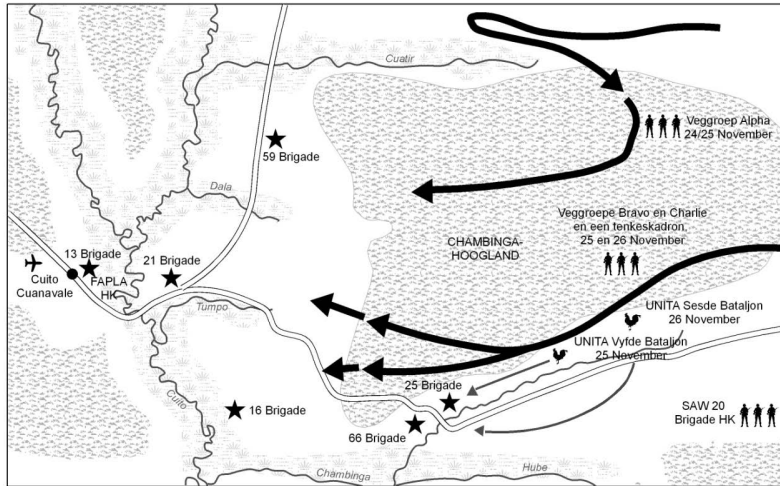 Cuatir
Veggroep Alpha
24/25 November
59 Brigade
Dala
Veggroepe Bravo en Charlie
en een tenkeskadron
25 en 26 November
CHAMBINGA-
HOOGLAND
13 Brigade
FAPLA
HK
21 Brigade
Cuito
Cuanavale
Tumpo
UNITA Sesde Bataljon
26 November
UNITA Vyfde Bataljon
25 November
Cuito
16 Brigade
25 Brigade
66 Brigade
SAW 20
Brigade HK
Chambinga
Hube